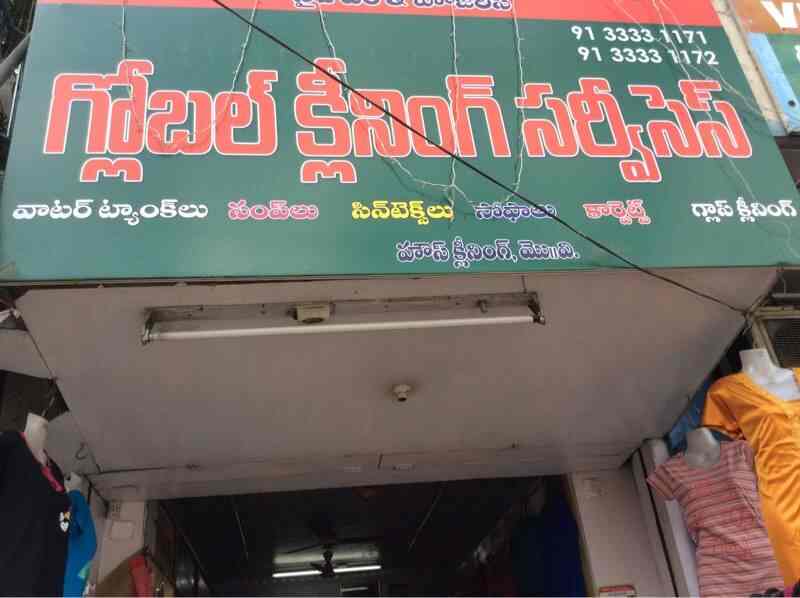 91 3333 1171
91 3333 1172
గ్లోబల్ క్లీనింగ్ సర్వీసెస్
వాటర్ ట్యాంక్‌లు సంప్‌లు సిన్‌టెక్స్‌లు సోఫాలు కార్పెట్స్ గ్లాస్ క్లీనింగ్
హౌస్ క్లీనింగ్, మొ॥వి.